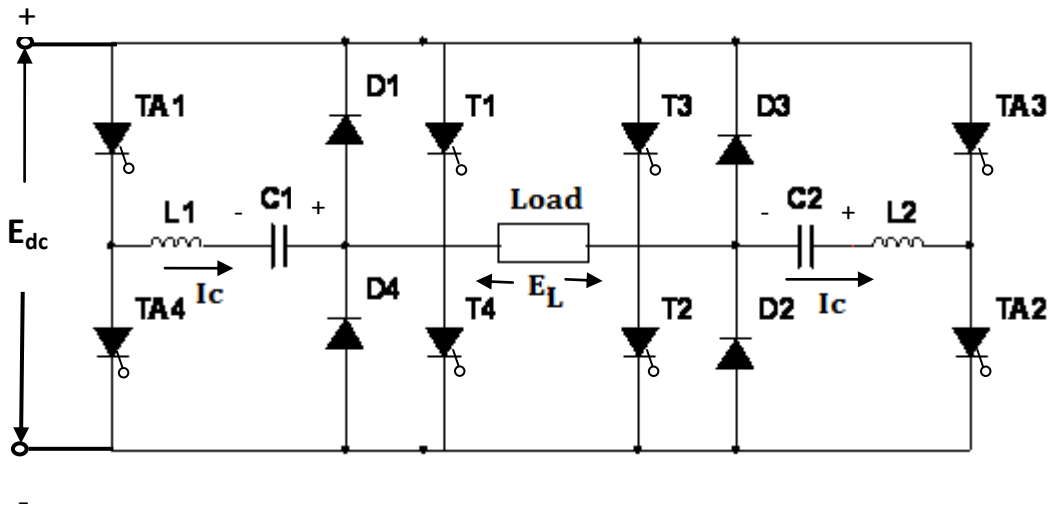 +
D1
TA1 T1 T3 D3 TA3
Load
L1 - C1 + - C2 + L2
Edc
Ic EL Ic
D4
TA4 T4 T2 D2 TA2
-